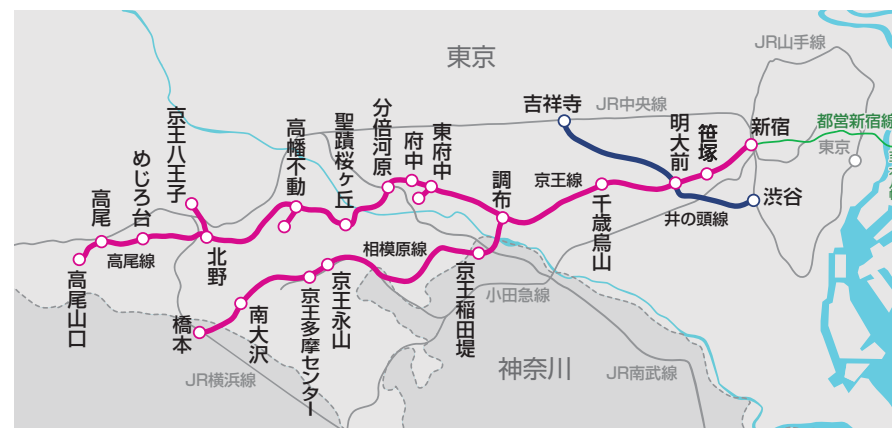 東京
JR山手線
吉祥寺
JR中央線
新宿
都営新宿線
笹塚
明大前
東京
渋谷
井の頭線
京王線
千歳烏山
調布
東府中
府中
分倍河原
聖蹟桜ヶ丘
高幡不動
京王八王子
めじろ台
高尾
高尾線
高尾山口
北野
相模原線
京王稲田堤
小田急線
京王永山
京王多摩センター
南大沢
橋本
JR横浜線
神奈川
JR南武線